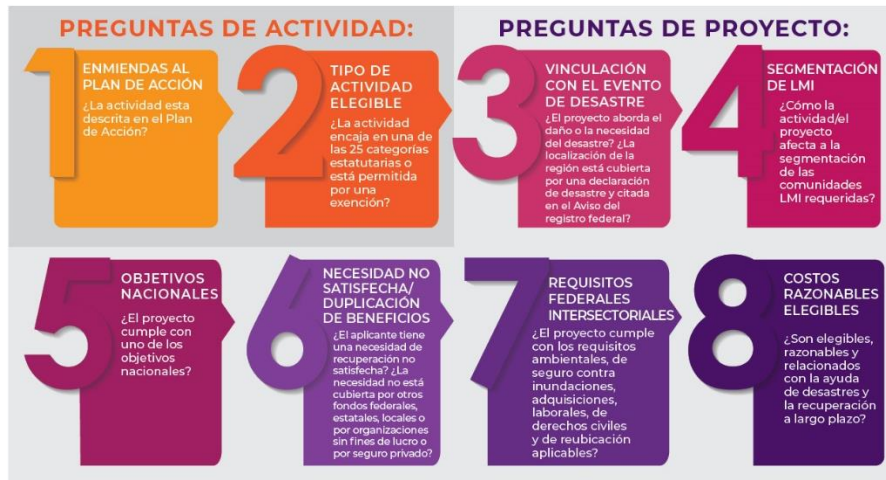 PREGUNTAS DE ACTIVIDAD:
1
ENMIENDAS AL
PLAN DE ACCIÓN
¿La actividad esta
descrita en el Plan
de Acción?
2
TIPO DE
ACTIVIDAD
ELEGIBLE
¿La actividad
encaja en una de
las 25 categorías
estatutarias o
está permitida
por una
exención?
PREGUNTAS DE PROYECTO:
3
VINCULACIÓN
CON EL EVENTO
DE DESASTRE
¿El proyecto aborda el
daño o la necesidad
del desastre? ¿La
localización de la
región está cubierta
por una declaración
de desastre y citada
en el Aviso del
registro federal?
4
SEGMENTACIÓN
DE LMI
¿Cómo la
actividad/el
proyecto
afecta a la
segmentación
de las
comunidades
LMI requeridas?
5
OBJETIVOS
NACIONALES
¿El proyecto
cumple con
uno de los
objetivos
nacionales?
6
NECESIDAD NO
SATISFECHA/
DUPLICACIÓN
DE BENEFICIOS
¿El aplicante tiene
una necesidad de
recuperación no
satisfecha? ¿La
necesidad no está
cubierta por otros
fondos federales,
estatales, locales o
por organizaciones
sin fines de lucro o
por seguro privado?
7
REQUISITOS
FEDERALES
INTERSECTORIALES
¿El proyecto cumple
con los requisitos
ambientales, de
seguro contra
inundaciones,
adquisiciones,
laborales, de
derechos civiles
y de reubicación
aplicables?
8
COSTOS
RAZONABLES
ELEGIBLES
¿Son elegibles,
razonables y
relacionados
con la ayuda
de desastres y
la recuperación
a largo plazo?